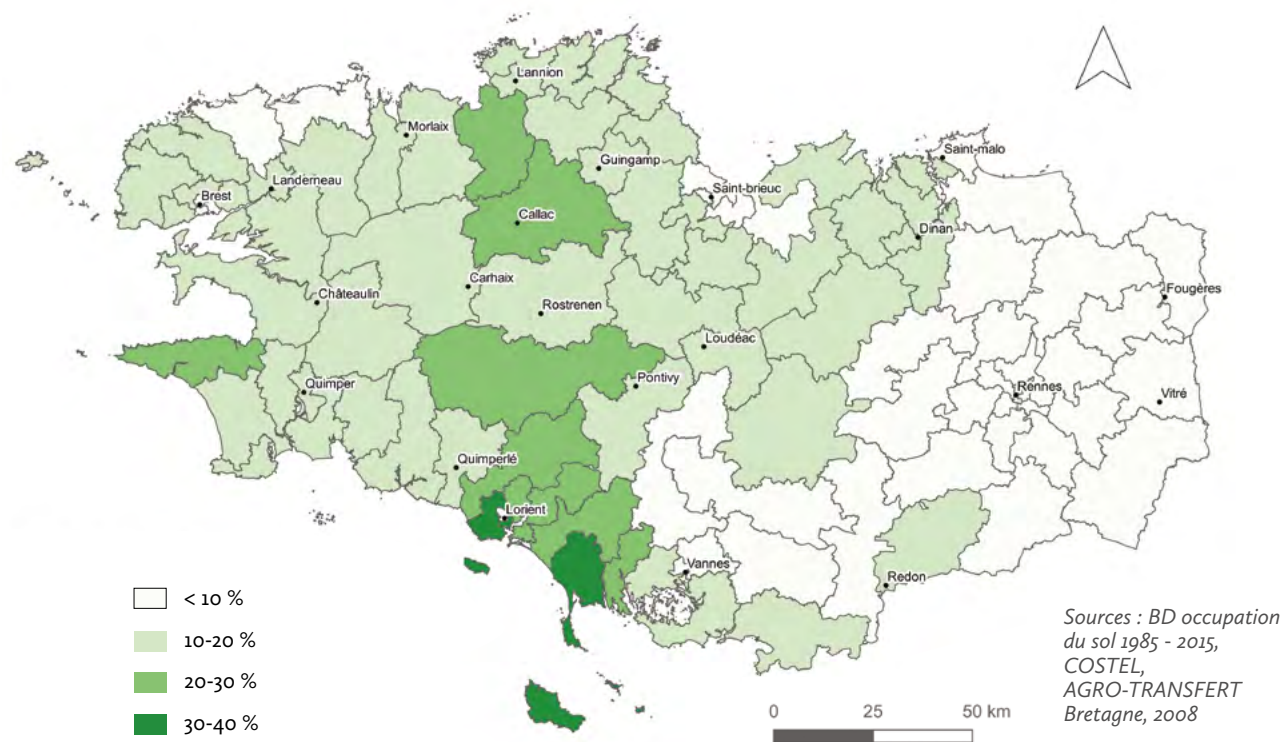 Lannion
Morlaix
Guingamp
Saint-malo
Saint-brieuc
Landerneau
Brest
Callac
Dinan
Carhaix
Châteaulin
Rostrenen
Fougères
Loudéac
Quimper
Pontivy
Rennes
Vitré
Quimperlé
Lorient
Vannes
Redon
< 10 %
10-20 %
20-30 %
30-40 %
0 25 50 km
Sources : BD occupation
du sol 1985 - 2015,
COSTEL,
AGRO-TRANSFERT
Bretagne, 2008